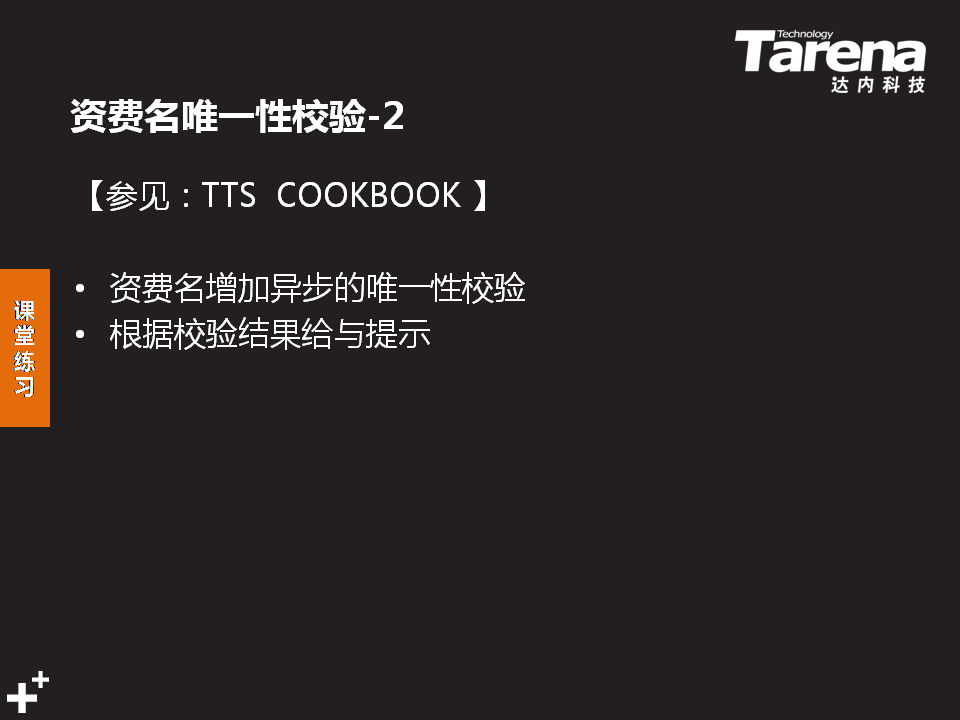 Technology
Tarena
达内科技
资费名唯一性校验-2
【参见：TTS COOKBOOK 】
• 资费名增加异步的唯一性校验
• 根据校验结果给与提示
课堂练习